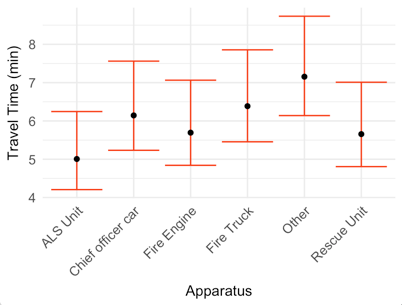 Travel Time (min)
8
7
6
5
4
ALS Unit
Chief officer car
Fire Engine
Fire Truck
Other
Rescue Unit
Apparatus